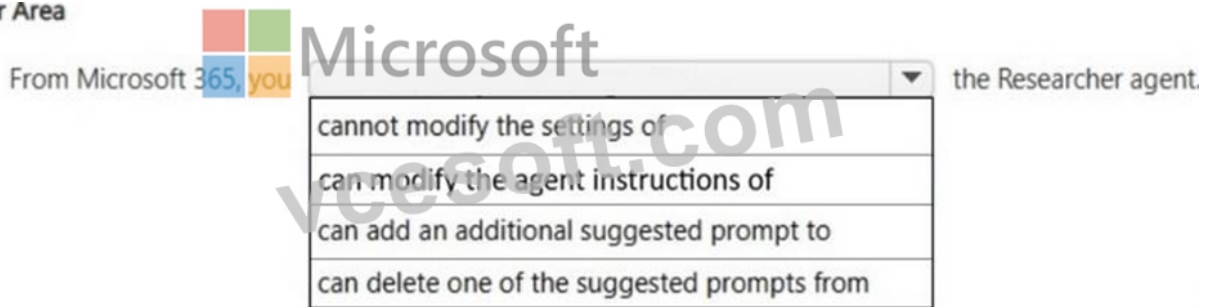 r Area
Microsoft
From Microsoft 365, you the Researcher agent.
cannot modify the settings of
can modify the agent instructions of
can add an additional suggested prompt to
can delete one of the suggested prompts from
vcesoft.com